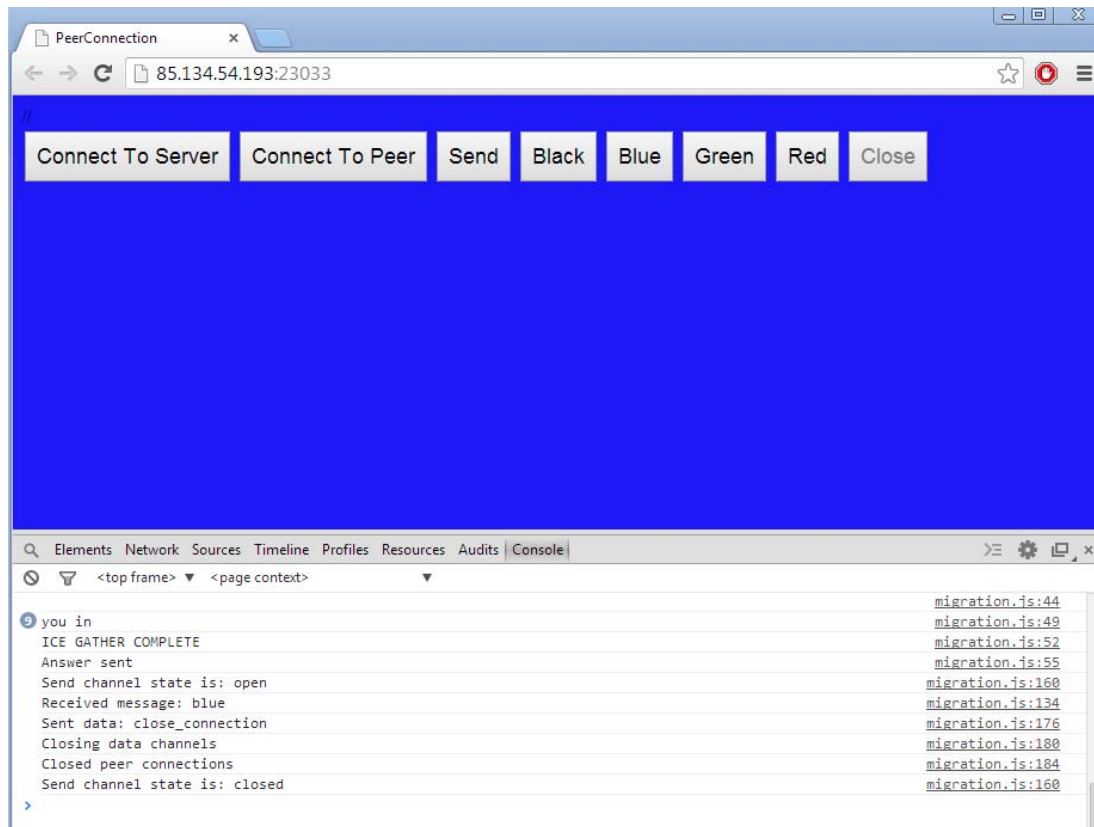 PeerConnection
85.134.54.193:23033
//
Connect To Server Connect To Peer Send Black Blue Green Red Close
Elements Network Sources Timeline Profiles Resources Audits Console
<top frame> ▼ <page context> ▼
migration.js:44
9 you in migration.js:49
ICE GATHER COMPLETE migration.js:52
Answer sent migration.js:55
Send channel state is: open migration.js:160
Received message: blue migration.js:134
Sent data: close_connection migration.js:176
Closing data channels migration.js:180
Closed peer connections migration.js:184
Send channel state is: closed migration.js:160
>